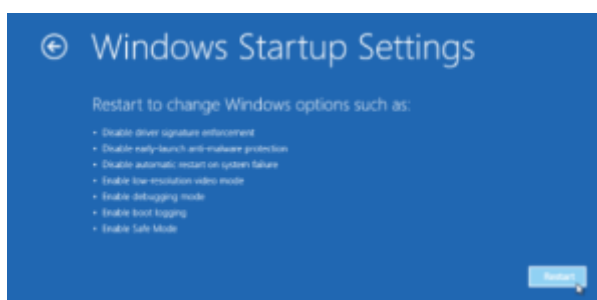 Windows Startup Settings
Restart to change Windows options such as:
• Disable driver signature enforcement
• Disable early-launch anti-malware protection
• Disable automatic restart on system failure
• Enable low-resolution video mode
• Enable debugging mode
• Enable boot logging
• Enable Safe Mode
Restart